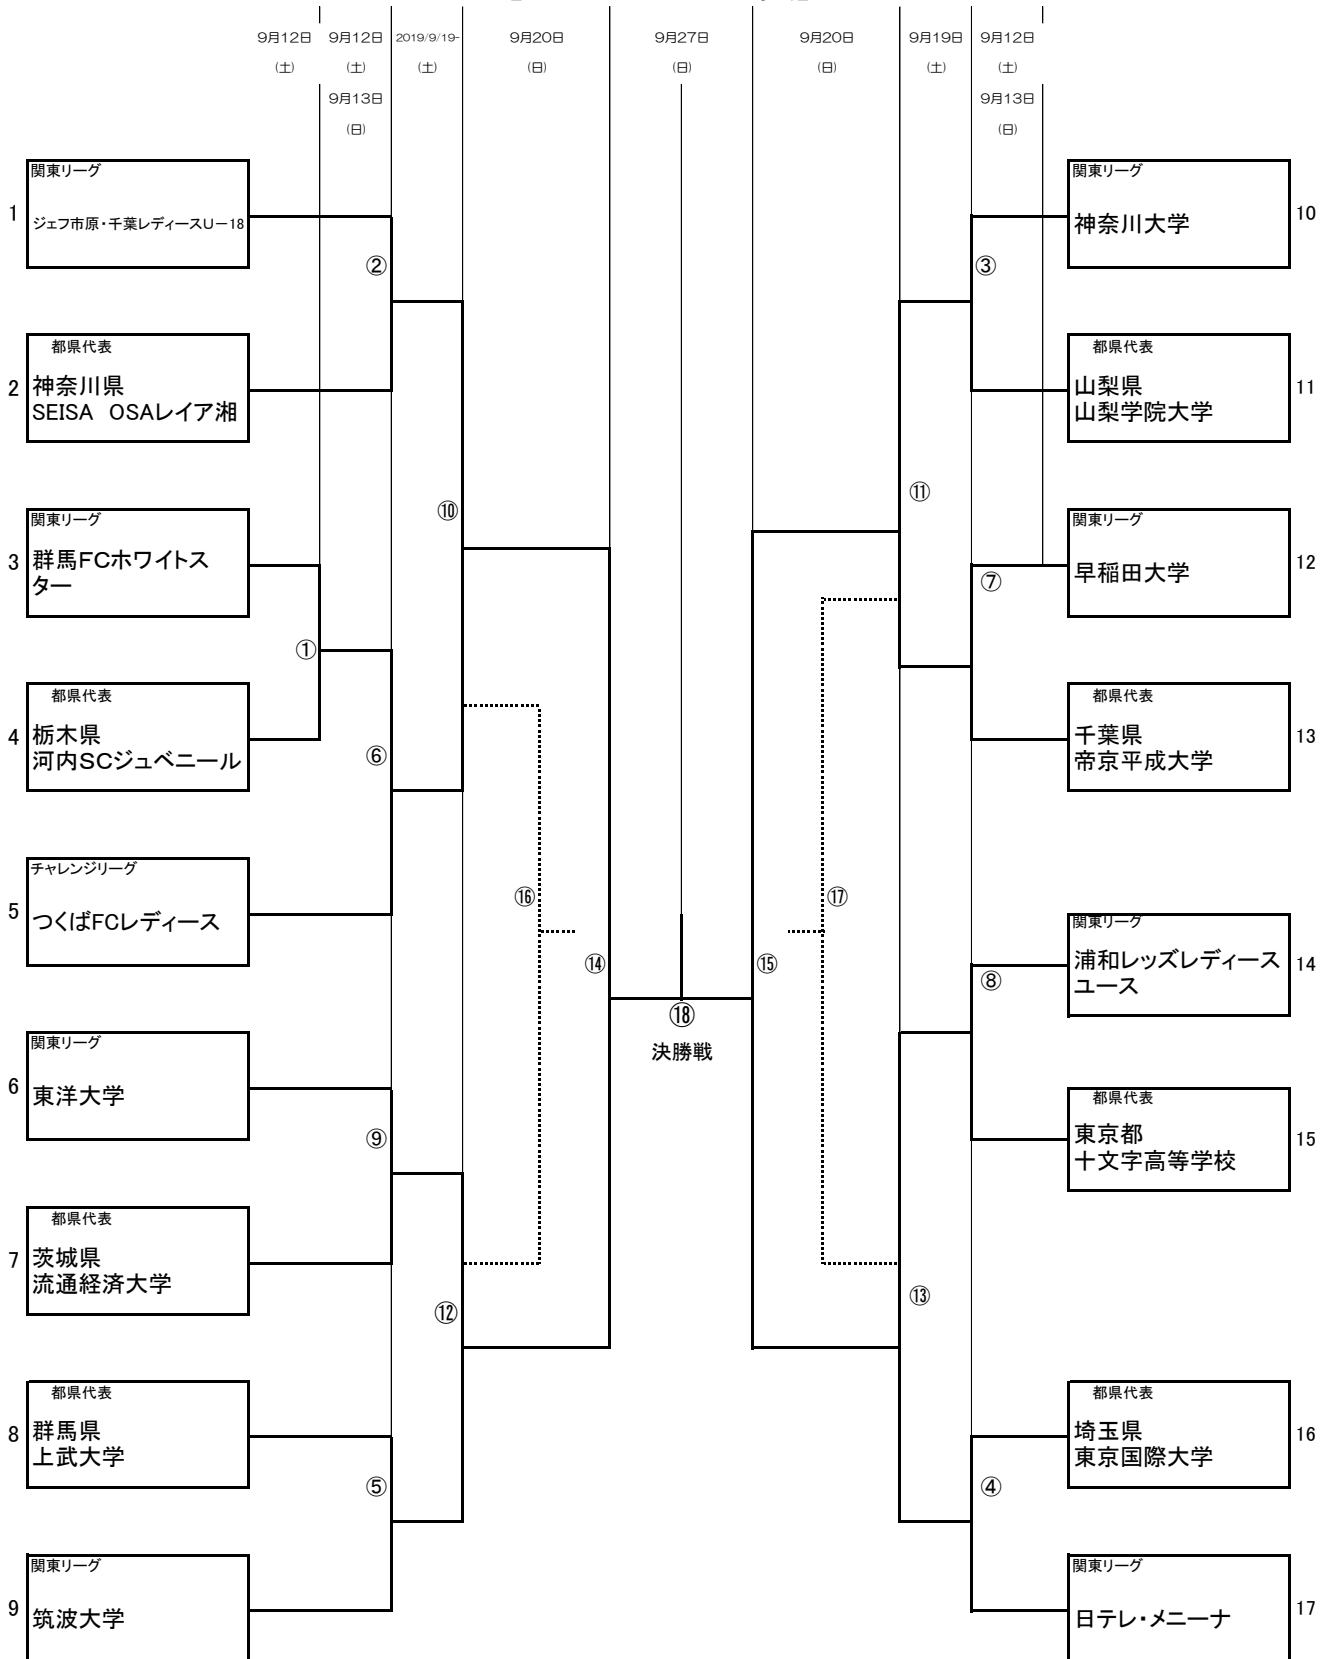 9月12日 9月12日 2019/9/19- 9月20日 9月27日 9月20日 9月19日 9月12日
(土) (土) (土) (日) (日) (日) (土) (土)
9月13日 9月13日
(日) (日)
関東リーグ
1 ジェフ市原・千葉レディースU－18
②
都県代表
2 神奈川県
SEISA　OSAレイア湘
関東リーグ
3 群馬FCホワイトス
ター
①
都県代表
4 栃木県
河内SCジュベニール
⑥
⑩
チャレンジリーグ
5 つくばFCレディース
関東リーグ
6 東洋大学
⑨
都県代表
7 茨城県
流通経済大学
⑫
都県代表
8 群馬県
上武大学
⑤
関東リーグ
9 筑波大学
⑯
⑭
⑱
決勝戦
⑮
⑰
関東リーグ
神奈川大学 10
③
都県代表
山梨県
山梨学院大学 11
⑪
関東リーグ
早稲田大学 12
⑦
都県代表
千葉県
帝京平成大学 13
関東リーグ
浦和レッズレディース
ユース 14
⑧
都県代表
東京都
十文字高等学校 15
⑬
都県代表
埼玉県
東京国際大学 16
④
関東リーグ
日テレ・メニーナ 17